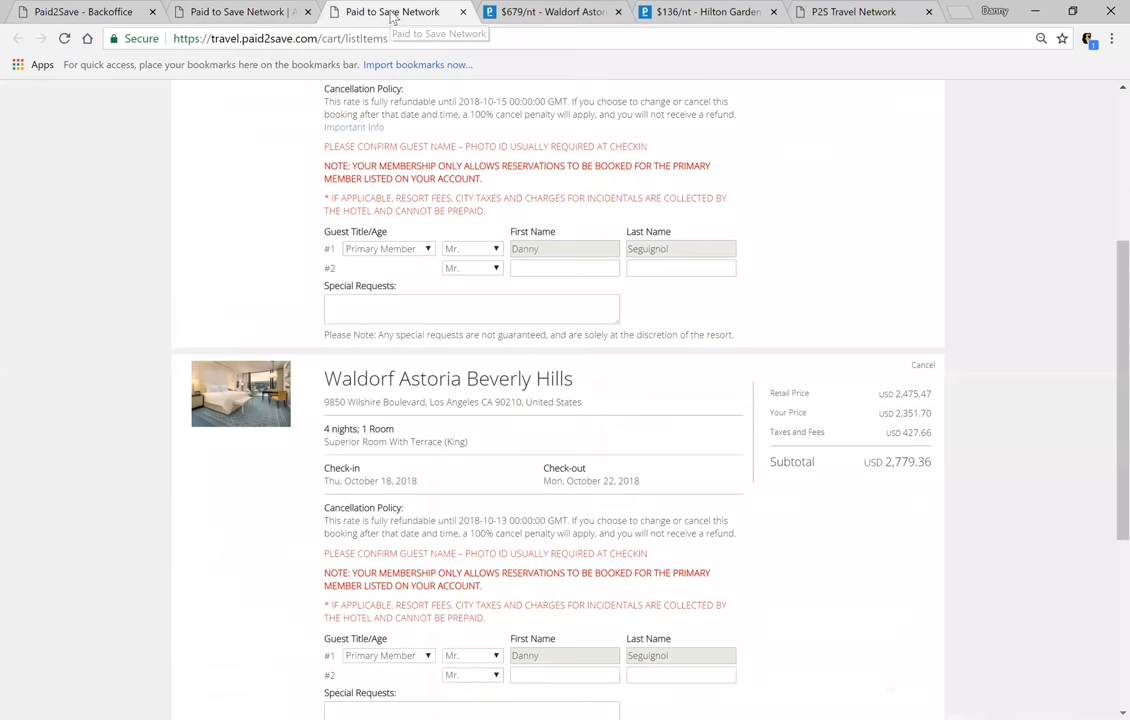 Paid2Save - Backoffice
Paid to Save Network | A
Paid to Save Network
$679/nt - Waldorf Astor
$136/nt - Hilton Garden
P2S Travel Network
Danny
Secure
https://travel.paid2save.com/cart/listItems
Paid to Save Network
1
Apps
For quick access, place your bookmarks here on the bookmarks bar.
Import bookmarks now...
Cancellation Policy:
This rate is fully refundable until 2018-10-15 00:00:00 GMT. If you choose to change or cancel this
booking after that date and time, a 100% cancel penalty will apply, and you will not receive a refund.
Important Info
PLEASE CONFIRM GUEST NAME – PHOTO ID USUALLY REQUIRED AT CHECKIN
NOTE: YOUR MEMBERSHIP ONLY ALLOWS RESERVATIONS TO BE BOOKED FOR THE PRIMARY
MEMBER LISTED ON YOUR ACCOUNT.
* IF APPLICABLE, RESORT FEES, CITY TAXES AND CHARGES FOR INCIDENTALS ARE COLLECTED BY
THE HOTEL AND CANNOT BE PREPAID.
Guest Title/Age First Name Last Name
#1 Primary Member Mr. Danny Seguignol
#2 Mr.
Special Requests:
Please Note: Any special requests are not guaranteed, and are solely at the discretion of the resort.
Cancel
Waldorf Astoria Beverly Hills
9850 Wilshire Boulevard, Los Angeles CA 90210, United States
Retail Price USD 2,475.47
Your Price USD 2,351.70
Taxes and Fees USD 427.66
Subtotal USD 2,779.36
4 nights; 1 Room
Superior Room With Terrace (King)
Check-in Check-out
Thu, October 18, 2018 Mon, October 22, 2018
Cancellation Policy:
This rate is fully refundable until 2018-10-13 00:00:00 GMT. If you choose to change or cancel this
booking after that date and time, a 100% cancel penalty will apply, and you will not receive a refund.
PLEASE CONFIRM GUEST NAME – PHOTO ID USUALLY REQUIRED AT CHECKIN
NOTE: YOUR MEMBERSHIP ONLY ALLOWS RESERVATIONS TO BE BOOKED FOR THE PRIMARY
MEMBER LISTED ON YOUR ACCOUNT.
* IF APPLICABLE, RESORT FEES, CITY TAXES AND CHARGES FOR INCIDENTALS ARE COLLECTED BY
THE HOTEL AND CANNOT BE PREPAID.
Guest Title/Age First Name Last Name
#1 Primary Member Mr. Danny Seguignol
#2 Mr.
Special Requests: